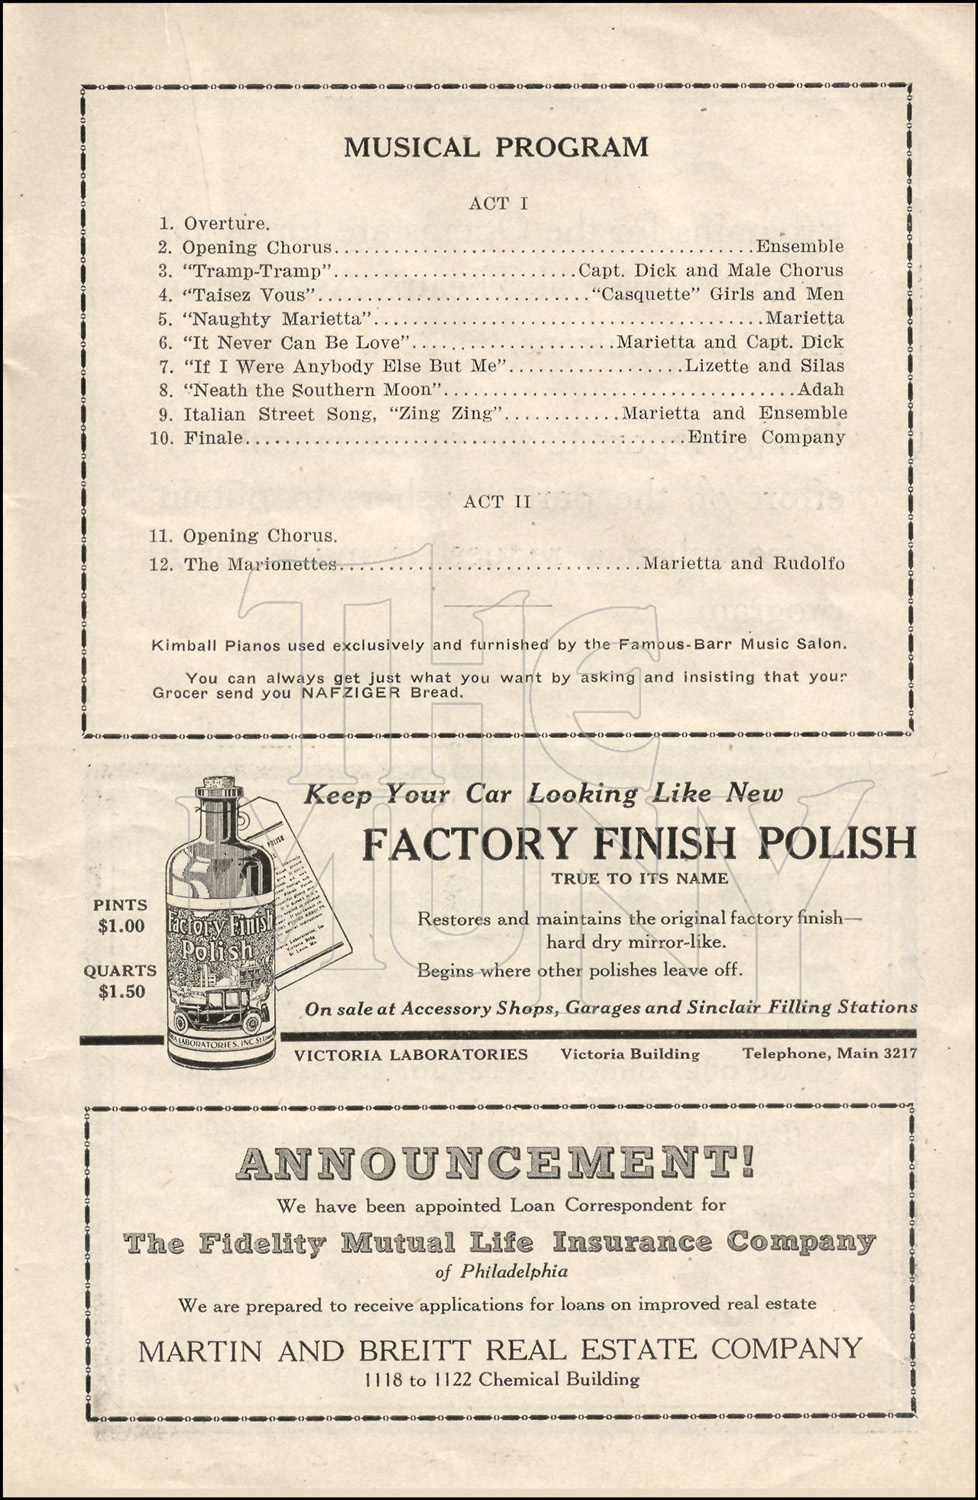 MUSICAL PROGRAM
ACT I
1. Overture.
2. Opening Chorus..........................................Ensemble
3. “Tramp-Tramp”.........................Capt. Dick and Male Chorus
4. “Taisez Vous”............................“Casquette” Girls and Men
5. “Naughty Marietta”.......................................Marietta
6. “It Never Can Be Love”.....................Marietta and Capt. Dick
7. “If I Were Anybody Else But Me”..................Lizette and Silas
8. “Neath the Southern Moon”...................................Adah
9. Italian Street Song, “Zing Zing”............Marietta and Ensemble
10. Finale............................................Entire Company
ACT II
11. Opening Chorus.
12. The Marionettes..............................Marietta and Rudolfo
Kimball Pianos used exclusively and furnished by the Famous-Barr Music Salon.
You can always get just what you want by asking and insisting that your
Grocer send you NAFZIGER Bread.
THE
MUNY
Keep Your Car Looking Like New
FACTORY FINISH POLISH
TRUE TO ITS NAME
PINTS
$1.00
QUARTS
$1.50
Factory Finish
Polish
LABORATORIES, INC.
POLISH
Restores and maintains the original factory finish—
hard dry mirror-like.
Begins where other polishes leave off.
On sale at Accessory Shops, Garages and Sinclair Filling Stations
VICTORIA LABORATORIES Victoria Building Telephone, Main 3217
ANNOUNCEMENT!
We have been appointed Loan Correspondent for
The Fidelity Mutual Life Insurance Company
of Philadelphia
We are prepared to receive applications for loans on improved real estate
MARTIN AND BREITT REAL ESTATE COMPANY
1118 to 1122 Chemical Building